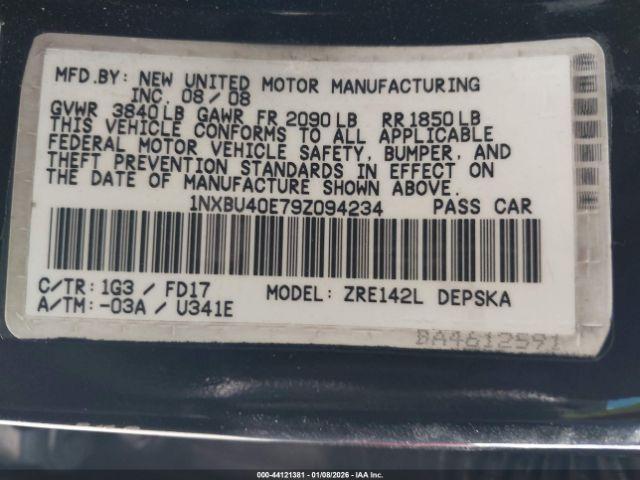 MFD.BY: NEW UNITED MOTOR MANUFACTURING
INC. 08/08
GVWR 3840LB GAWR FR 2090LB RR1850LB
THIS VEHICLE CONFORMS TO ALL APPLICABLE
FEDERAL MOTOR VEHICLE SAFETY, BUMPER, AND
THEFT PREVENTION STANDARDS IN EFFECT ON
THE DATE OF MANUFACTURE SHOWN ABOVE.
1NXBU40E79Z094234 PASS CAR
C/TR: 1G3 / FD17 MODEL: ZRE142L DEPSKA
A/TM: -03A / U341E
BA4612591
000-44121381 - 01/08/2026 - IAA Inc.